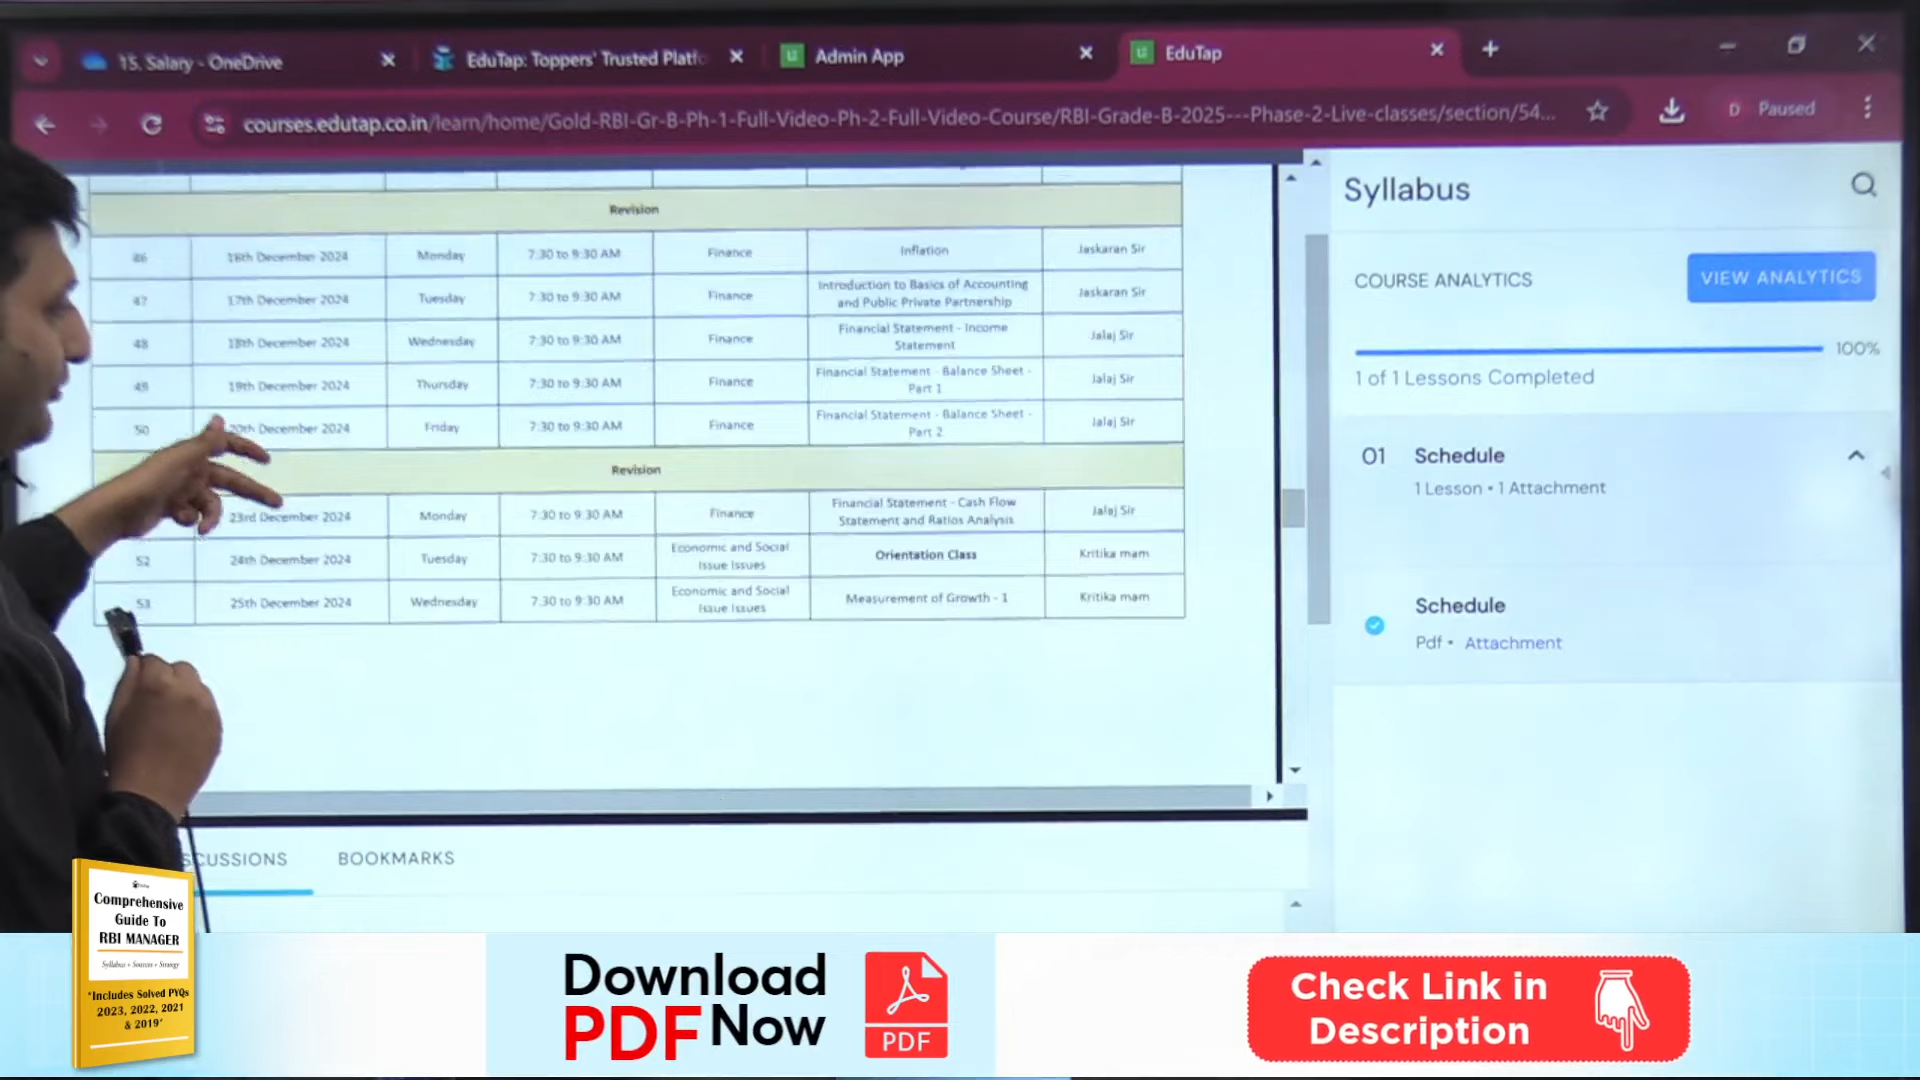 15. Salary - OneDrive
EduTap: Toppers' Trusted Platf
Admin App
EduTap
courses.edutap.co.in/learn/home/Gold-RBI-Gr-B-Ph-1-Full-Video-Ph-2-Full-Video-Course/RBI-Grade-B-2025---Phase-2-Live-classes/section/54...
D Paused
Revision
46 16th December 2024 Monday 7:30 to 9:30 AM Finance Inflation Jaskaran Sir
47 17th December 2024 Tuesday 7:30 to 9:30 AM Finance Introduction to Basics of Accounting
and Public Private Partnership Jaskaran Sir
48 18th December 2024 Wednesday 7:30 to 9:30 AM Finance Financial Statement - Income
Statement Jalaj Sir
49 19th December 2024 Thursday 7:30 to 9:30 AM Finance Financial Statement - Balance Sheet -
Part 1 Jalaj Sir
50 20th December 2024 Friday 7:30 to 9:30 AM Finance Financial Statement - Balance Sheet -
Part 2 Jalaj Sir
Revision
23rd December 2024 Monday 7:30 to 9:30 AM Finance Financial Statement - Cash Flow
Statement and Ratios Analysis Jalaj Sir
52 24th December 2024 Tuesday 7:30 to 9:30 AM Economic and Social
Issue Issues Orientation Class Kritika mam
53 25th December 2024 Wednesday 7:30 to 9:30 AM Economic and Social
Issue Issues Measurement of Growth - 1 Kritika mam
SCUSSIONS
BOOKMARKS
Syllabus
COURSE ANALYTICS
VIEW ANALYTICS
100%
1 of 1 Lessons Completed
01 Schedule
1 Lesson • 1 Attachment
Schedule
Pdf • Attachment
EduTap
Comprehensive
Guide To
RBI MANAGER
Syllabus • Sources • Strategy
*Includes Solved PYQs
2023, 2022, 2021
& 2019*
Download
PDF Now
PDF
Check Link in
Description